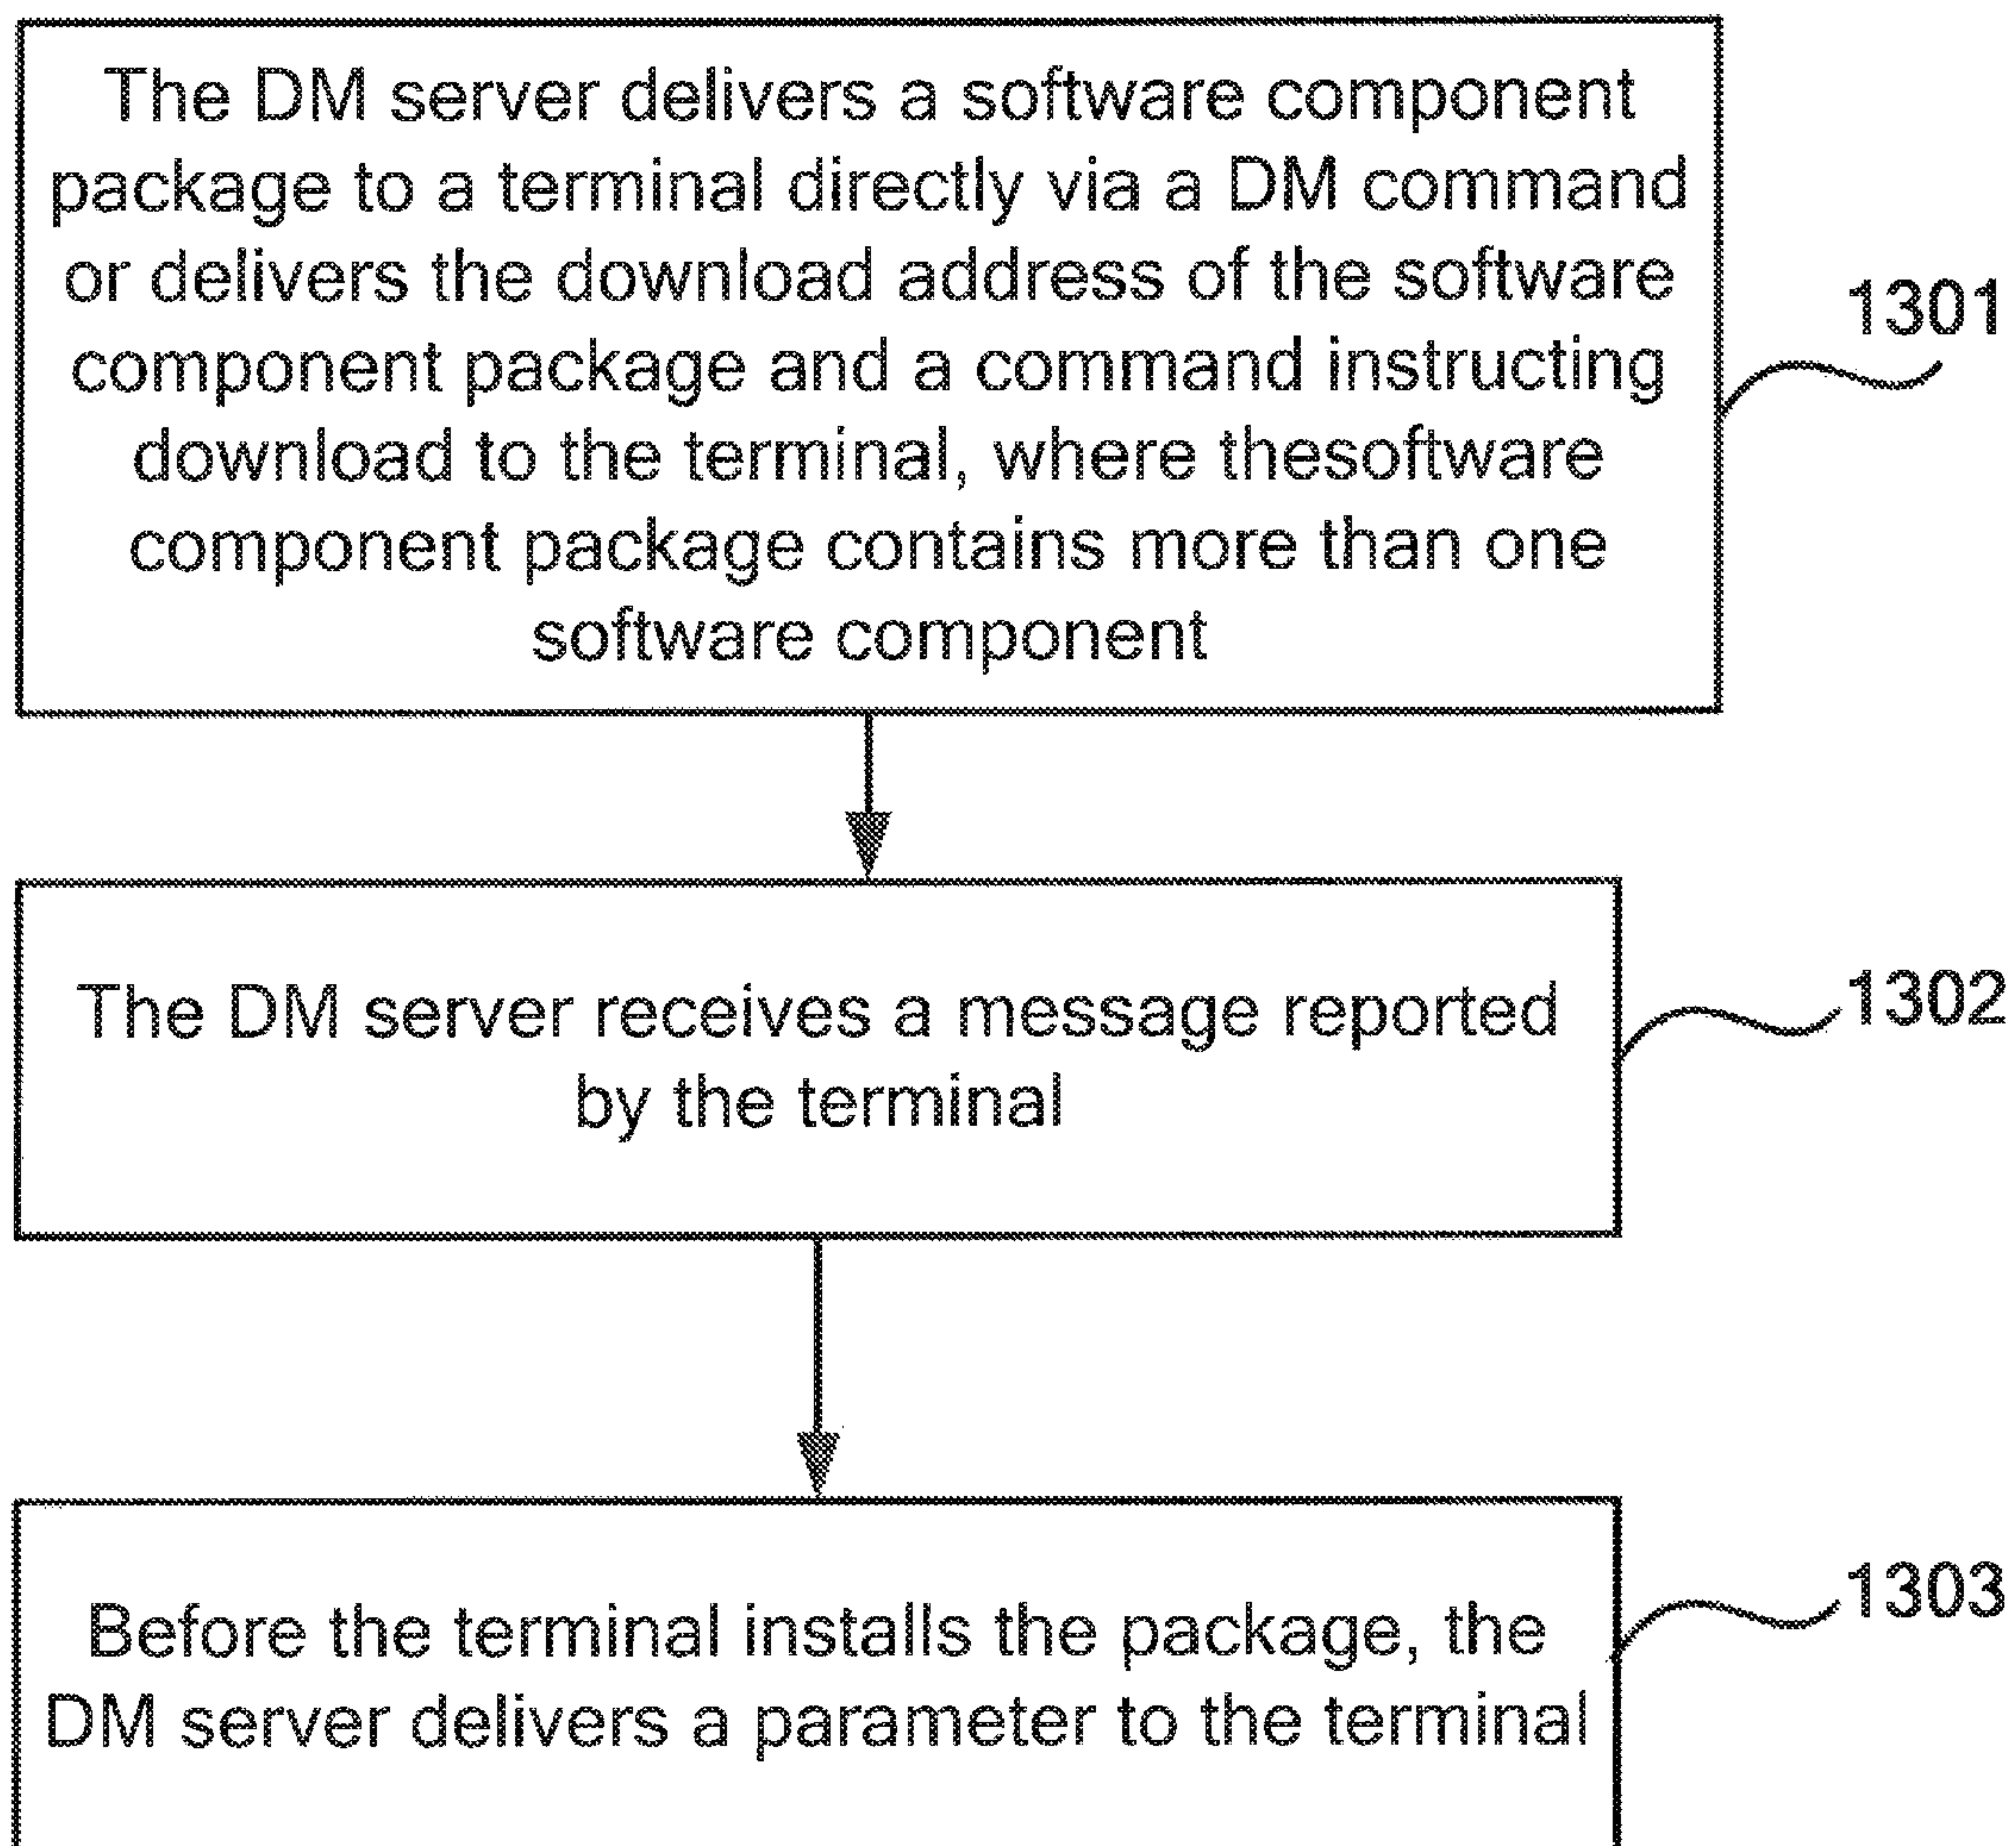 The DM server delivers a software component
package to a terminal directly via a DM command
or delivers the download address of the software
component package and a command instructing
download to the terminal, where thesoftware
component package contains more than one
software component
1301
The DM server receives a message reported
by the terminal
1302
Before the terminal installs the package, the
DM server delivers a parameter to the terminal
1303